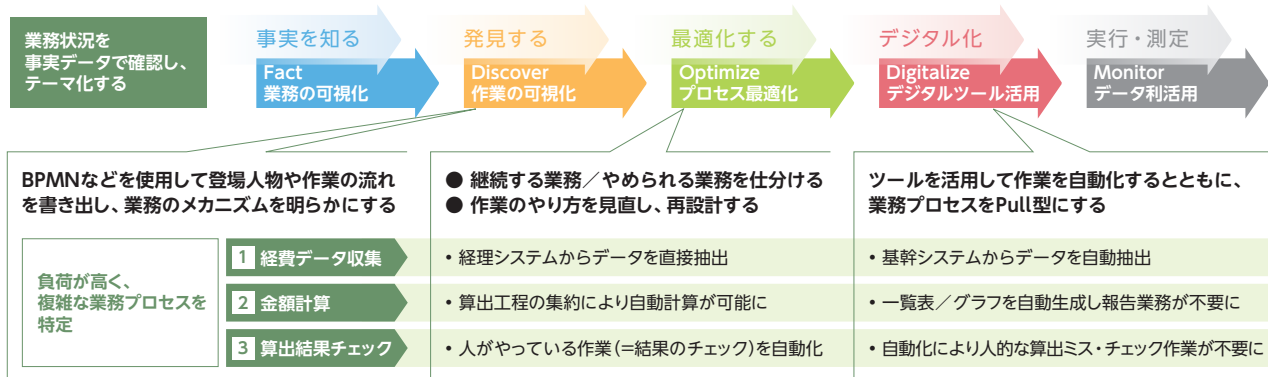 業務状況を
事実データで確認し、
テーマ化する
事実を知る
Fact
業務の可視化
発見する
Discover
作業の可視化
最適化する
Optimize
プロセス最適化
デジタル化
Digitalize
デジタルツール活用
実行・測定
Monitor
データ利活用
BPMNなどを使用して登場人物や作業の流れ
を書き出し、業務のメカニズムを明らかにする
● 継続する業務／やめられる業務を仕分ける
● 作業のやり方を見直し、再設計する
ツールを活用して作業を自動化するとともに、
業務プロセスをPull型にする
負荷が高く、
複雑な業務プロセスを
特定
1 経費データ収集
・経理システムからデータを直接抽出
・基幹システムからデータを自動抽出
2 金額計算
・算出工程の集約により自動計算が可能に
・一覧表／グラフを自動生成し報告業務が不要に
3 算出結果チェック
・人がやっている作業（=結果のチェック）を自動化
・自動化により人的な算出ミス・チェック作業が不要に